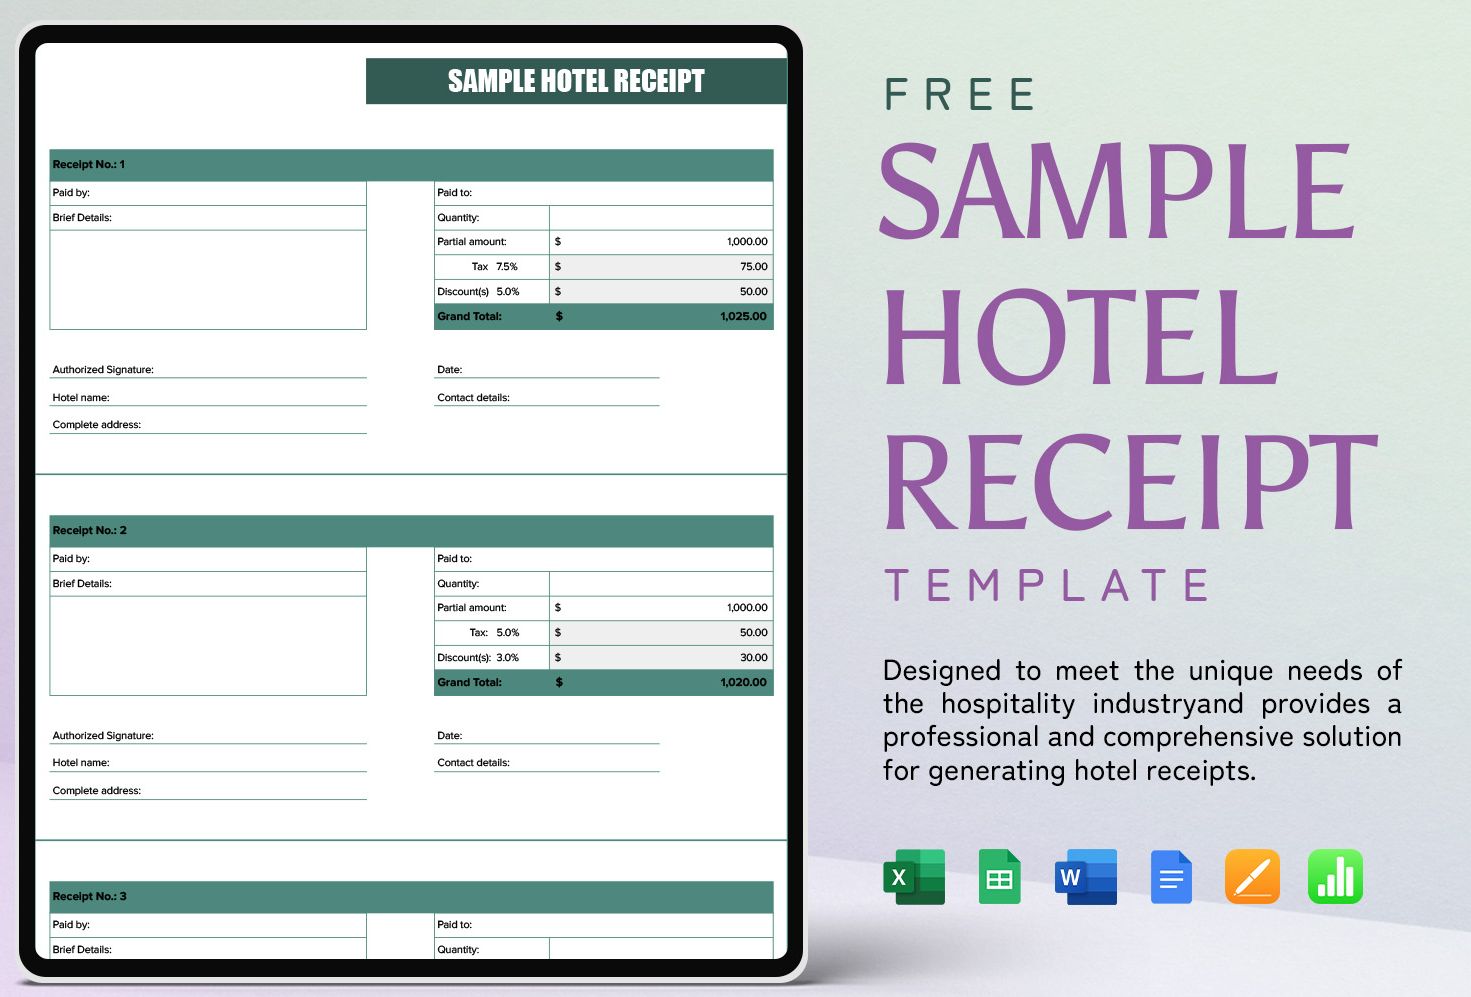 SAMPLE HOTEL RECEIPT
Receipt No.: 1
Paid by:
Paid to:
Brief Details:
Quantity:
Partial amount: $ 1,000.00
Tax 7.5% $ 75.00
Discount(s) 5.0% $ 50.00
Grand Total: $ 1,025.00
Authorized Signature:
Date:
Hotel name:
Contact details:
Complete address:
Receipt No.: 2
Paid by:
Paid to:
Brief Details:
Quantity:
Partial amount: $ 1,000.00
Tax: 5.0% $ 50.00
Discount(s): 3.0% $ 30.00
Grand Total: $ 1,020.00
Authorized Signature:
Date:
Hotel name:
Contact details:
Complete address:
Receipt No.: 3
Paid by:
Paid to:
Brief Details:
Quantity:
FREE
SAMPLE
HOTEL
RECEIPT
TEMPLATE
Designed to meet the unique needs of
the hospitality industryand provides a
professional and comprehensive solution
for generating hotel receipts.
X
W